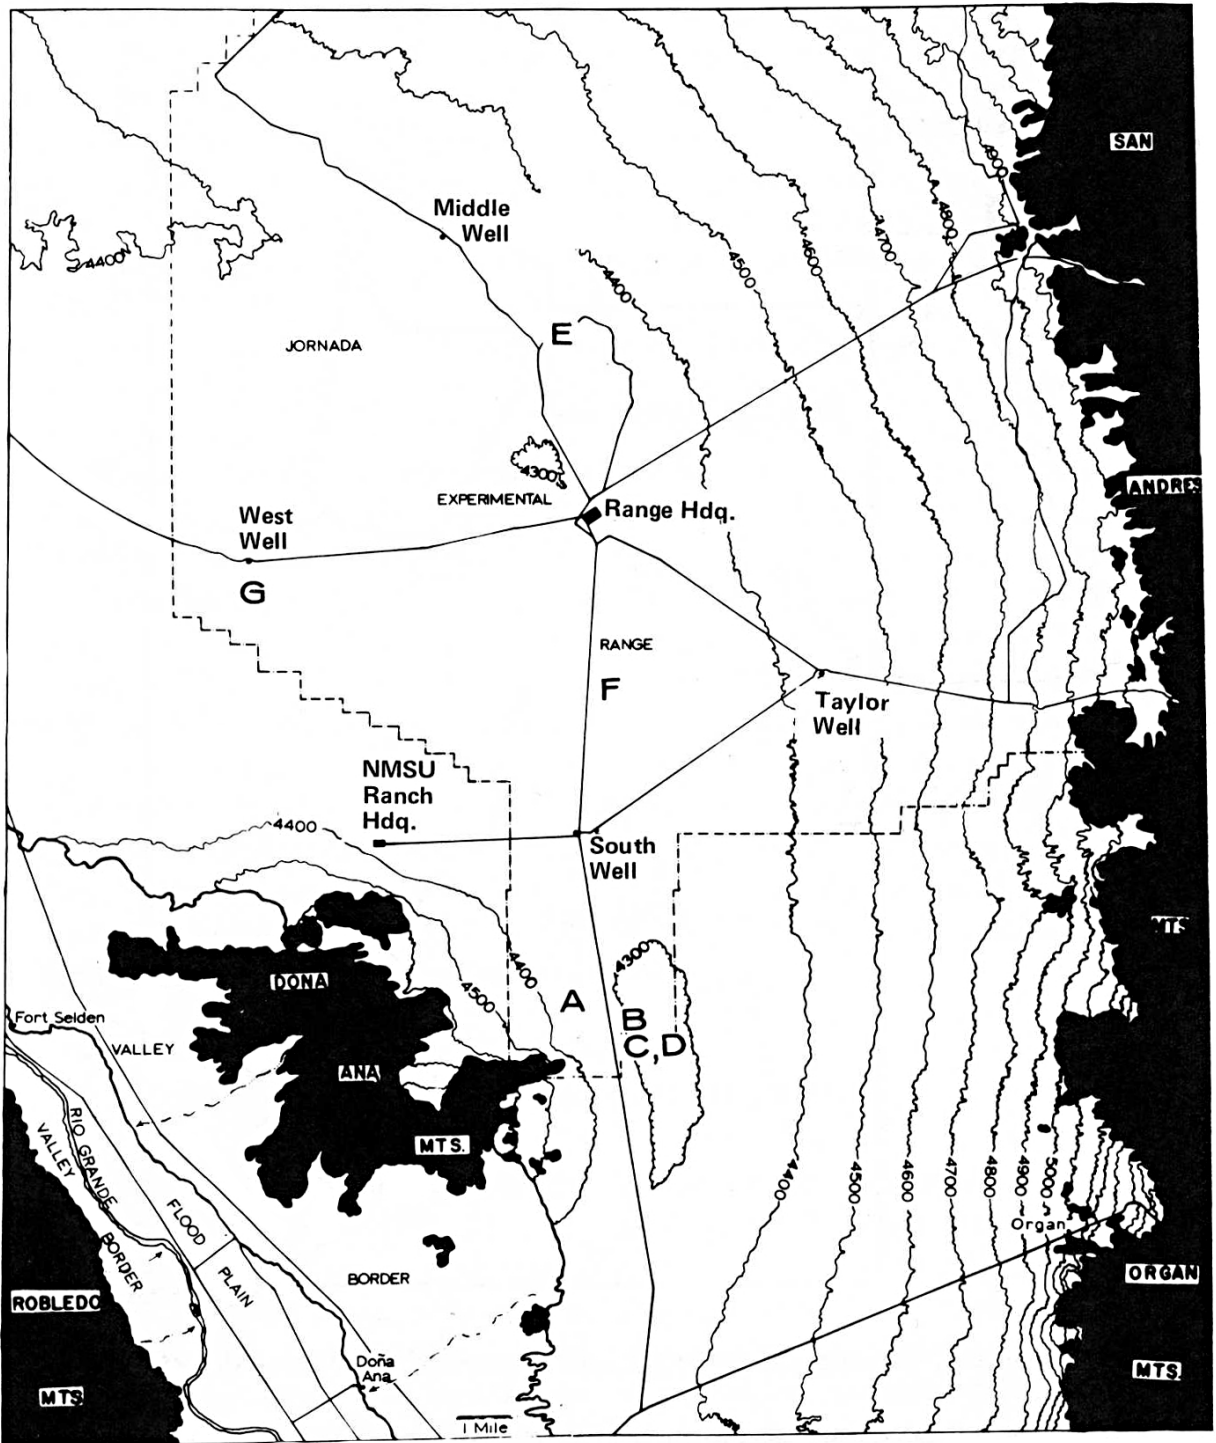 SAN
4900
Middle
Well
4800
4700
4600
4500
4400
4400
JORNADA
E
4300
EXPERIMENTAL
ANDRES
Range Hdq.
West
Well
G
RANGE
F
Taylor
Well
NMSU
Ranch
Hdq.
4400
South
Well
MTS
4300
4400
4500
DONA
A
B
C, D
Fort Selden
VALLEY
ANA
RIO GRANDE
VALLEY
BORDER
MTS.
FLOOD
PLAIN
4400
4500
4600
4700
4800
4900
5000
Organ
BORDER
ORGAN
MTS.
ROBLEDO
MTS
Doña
Ana
1 Mile